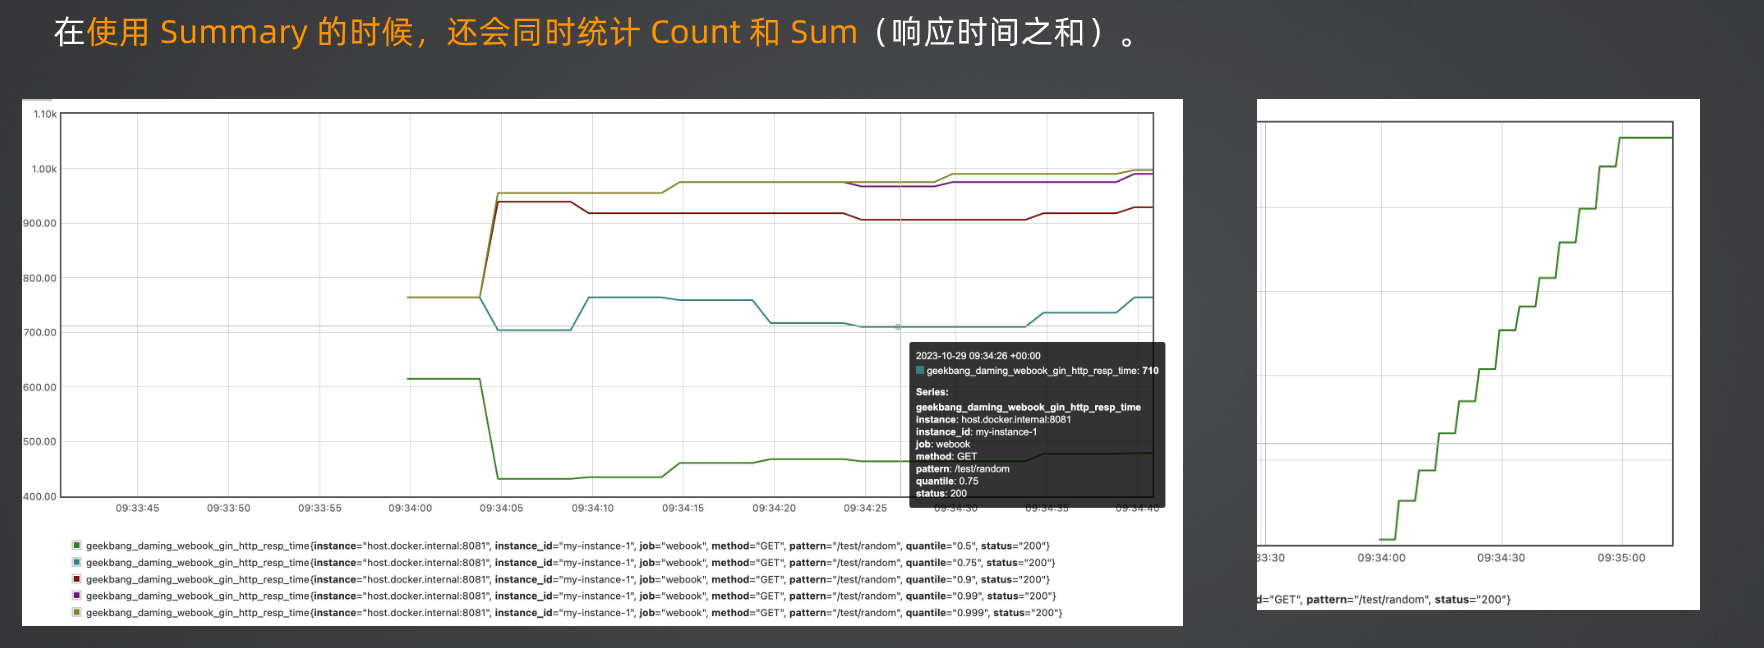 在使用 Summary 的时候，还会同时统计 Count 和 Sum（响应时间之和）。
1.10k
1.00k
900.00
800.00
700.00
600.00
500.00
400.00
2023-10-29 09:34:26 +00:00
geekbang_daming_webook_gin_http_resp_time: 710
Series:
geekbang_daming_webook_gin_http_resp_time
instance: host.docker.internal:8081
instance_id: my-instance-1
job: webook
method: GET
pattern: /test/random
quantile: 0.75
status: 200
09:33:45 09:33:50 09:33:55 09:34:00 09:34:05 09:34:10 09:34:15 09:34:20 09:34:25 09:34:30 09:34:35 09:34:40
geekbang_daming_webook_gin_http_resp_time{instance="host.docker.internal:8081", instance_id="my-instance-1", job="webook", method="GET", pattern="/test/random", quantile="0.5", status="200"}
geekbang_daming_webook_gin_http_resp_time{instance="host.docker.internal:8081", instance_id="my-instance-1", job="webook", method="GET", pattern="/test/random", quantile="0.75", status="200"}
geekbang_daming_webook_gin_http_resp_time{instance="host.docker.internal:8081", instance_id="my-instance-1", job="webook", method="GET", pattern="/test/random", quantile="0.9", status="200"}
geekbang_daming_webook_gin_http_resp_time{instance="host.docker.internal:8081", instance_id="my-instance-1", job="webook", method="GET", pattern="/test/random", quantile="0.99", status="200"}
geekbang_daming_webook_gin_http_resp_time{instance="host.docker.internal:8081", instance_id="my-instance-1", job="webook", method="GET", pattern="/test/random", quantile="0.999", status="200"}
33:30 09:34:00 09:34:30 09:35:00
d="GET", pattern="/test/random", status="200"}